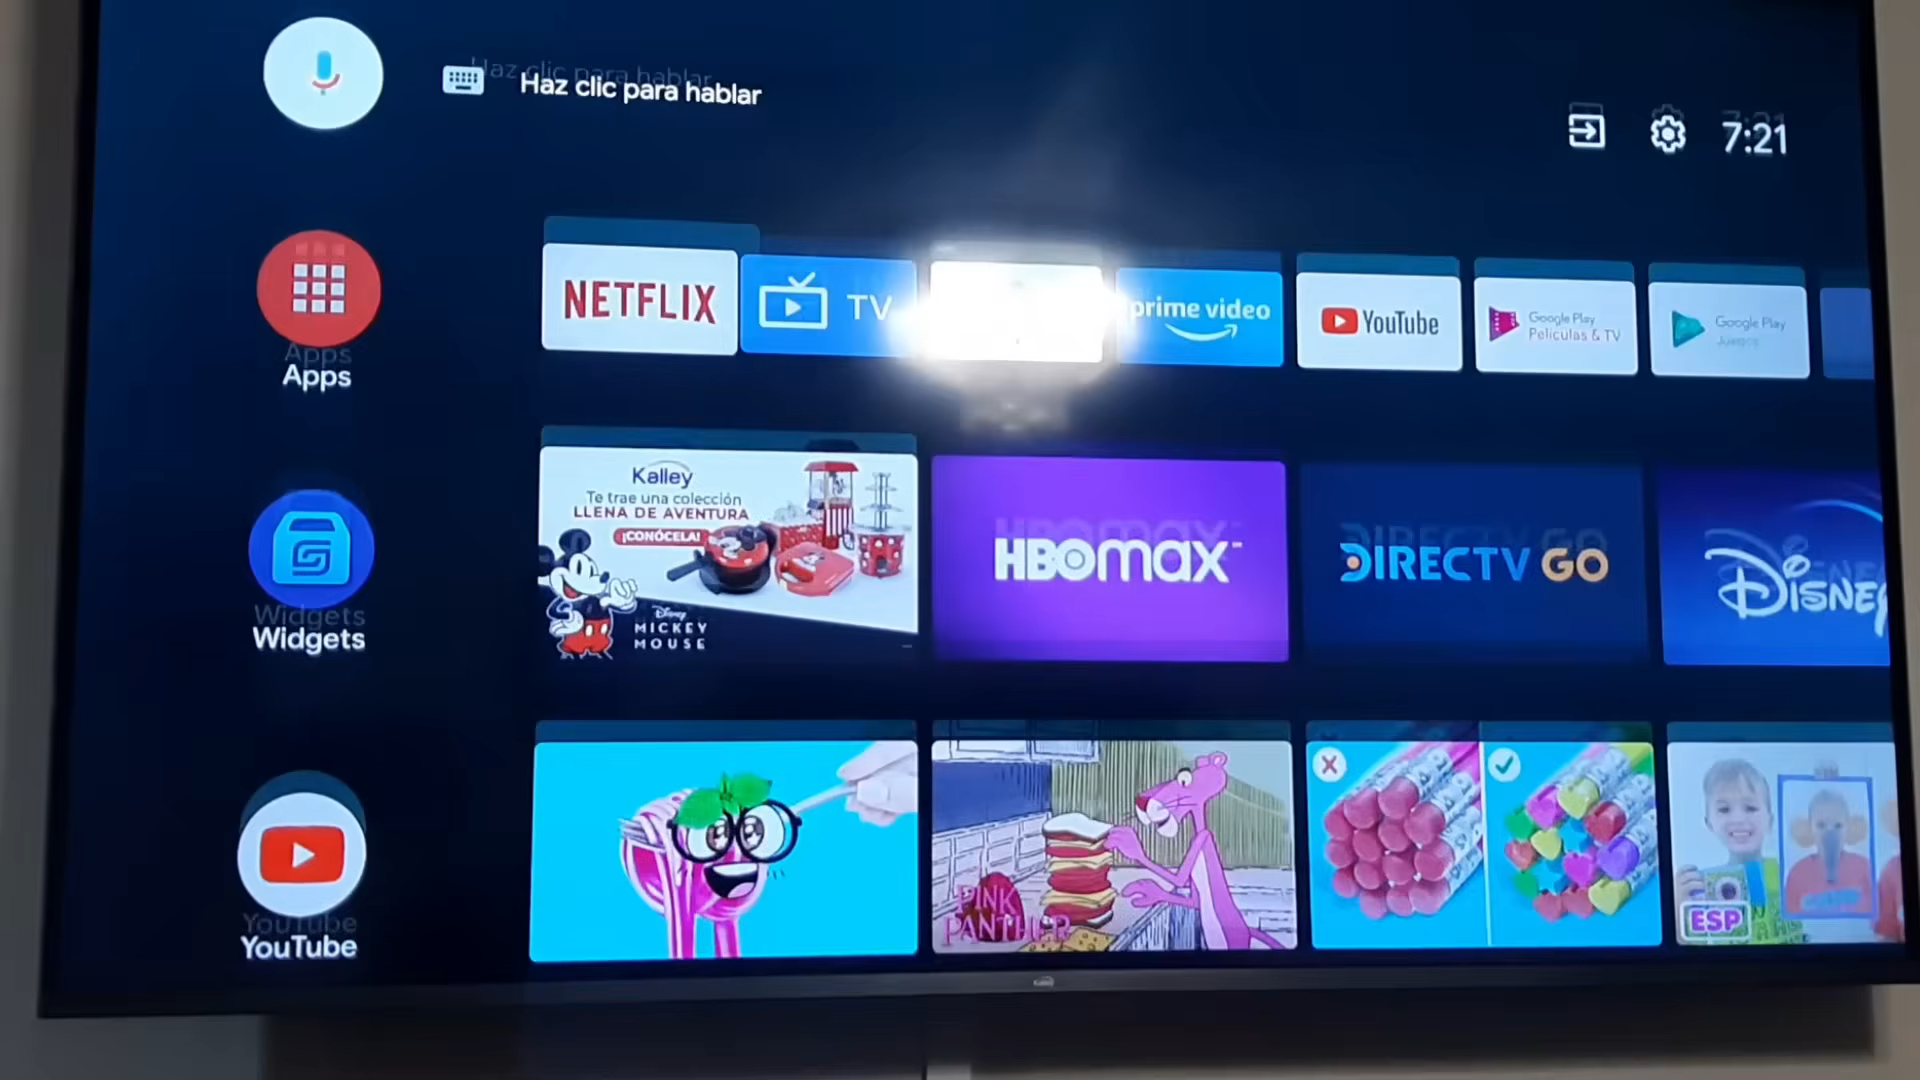 Haz clic para hablar
7:21
NETFLIX
TV
prime video
YouTube
Google Play
Películas & TV
Google Play
Juegos
Apps
Kalley
Te trae una colección
LLENA DE AVENTURA
¡CONÓCELA!
Disney
MICKEY
MOUSE
HBOmax
DIRECTV GO
DISNEY
Widgets
PINK
PANTHER
ESP
YouTube